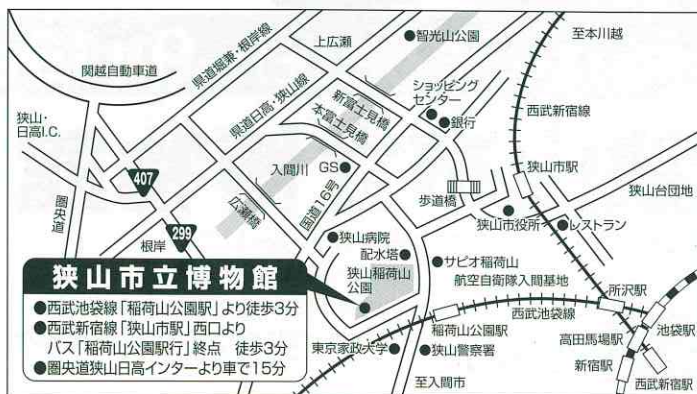 関越自動車道
県道堀兼・根岸線
上広瀬
智光山公園
至本川越
狭山・
日高I.C.
県道日高・狭山線
新富士見橋
本富士見橋
ショッピング
センター
銀行
西武新宿線
狭山市駅
圏央道
407
入間川
GS
国道16号
歩道橋
狭山台団地
299
広瀬橋
根岸
狭山病院
配水塔
狭山市役所
レストラン
狭山稲荷山
公園
サピオ稲荷山
航空自衛隊入間基地
所沢駅
西武池袋線
稲荷山公園駅
池袋駅
高田馬場駅
東京家政大学
狭山警察署
新宿駅
至入間市
西武新宿駅
狭山市立博物館
●西武池袋線「稲荷山公園駅」より徒歩3分
●西武新宿線「狭山市駅」西口より
バス「稲荷山公園駅行」終点 徒歩3分
●圏央道狭山日高インターより車で15分